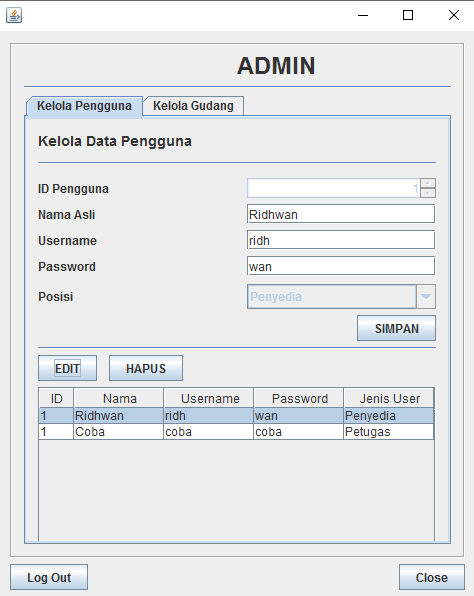 ADMIN
Kelola Pengguna Kelola Gudang
Kelola Data Pengguna
ID Pengguna 1
Nama Asli Ridhwan
Username ridh
Password wan
Posisi Penyedia
SIMPAN
EDIT HAPUS
ID Nama Username Password Jenis User
1 Ridhwan ridh wan Penyedia
1 Coba coba coba Petugas
Log Out Close